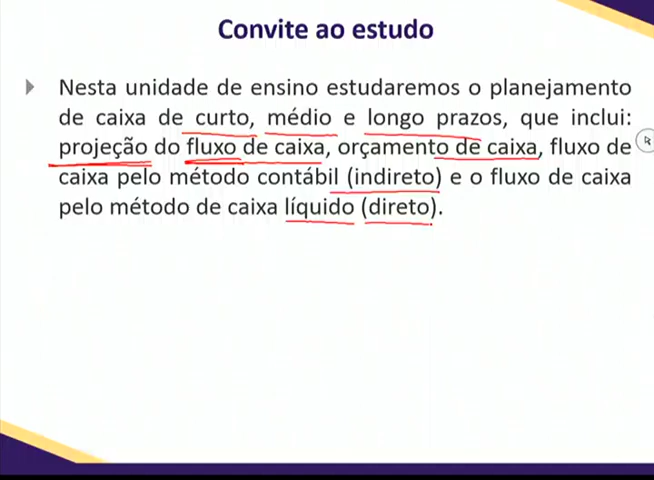 Convite ao estudo
Nesta unidade de ensino estudaremos o planejamento
de caixa de curto, médio e longo prazos, que inclui:
projeção do fluxo de caixa, orçamento de caixa, fluxo de
caixa pelo método contábil (indireto) e o fluxo de caixa
pelo método de caixa líquido (direto).